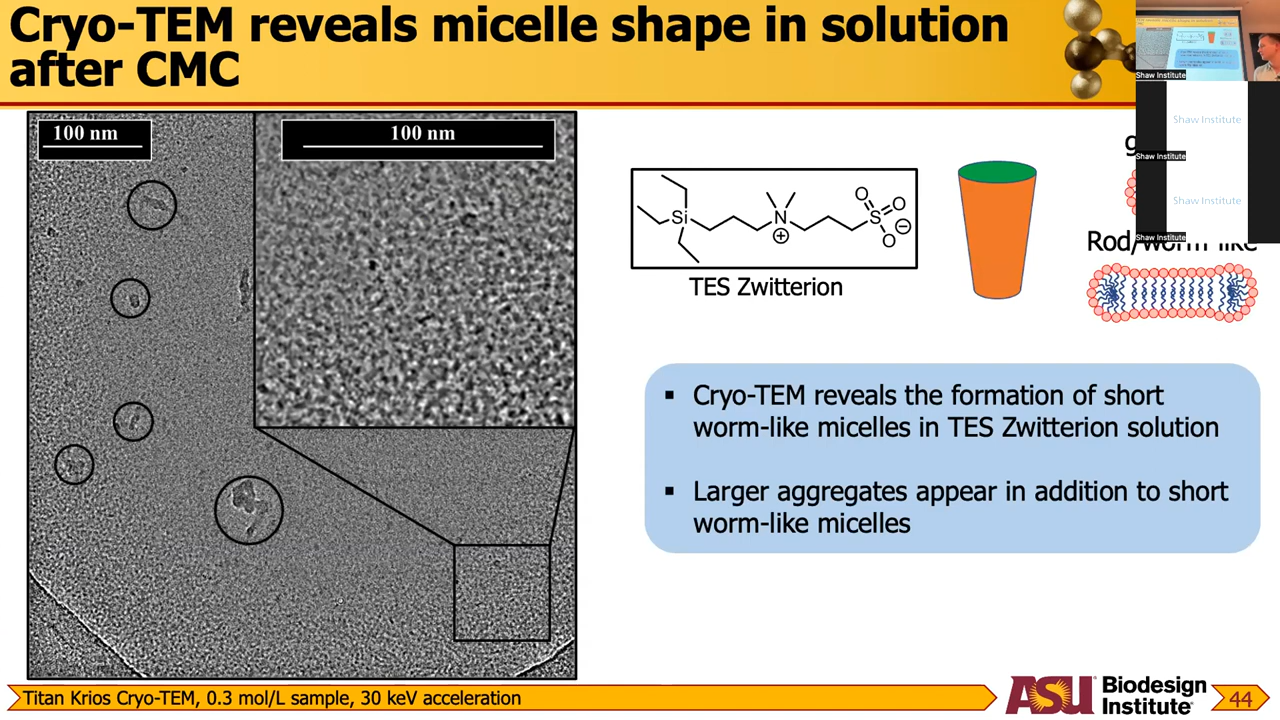 Cryo-TEM reveals micelle shape in solution
after CMC
100 nm
100 nm
Si
N
+
O
O
S
O
−
TES Zwitterion
Rod/worm-like
▪ Cryo-TEM reveals the formation of short
worm-like micelles in TES Zwitterion solution
▪ Larger aggregates appear in addition to short
worm-like micelles
Titan Krios Cryo-TEM, 0.3 mol/L sample, 30 keV acceleration
ASU Biodesign
Institute
44
Shaw Institute
Shaw Institute
Shaw Institute
Shaw Institute
Shaw Institute